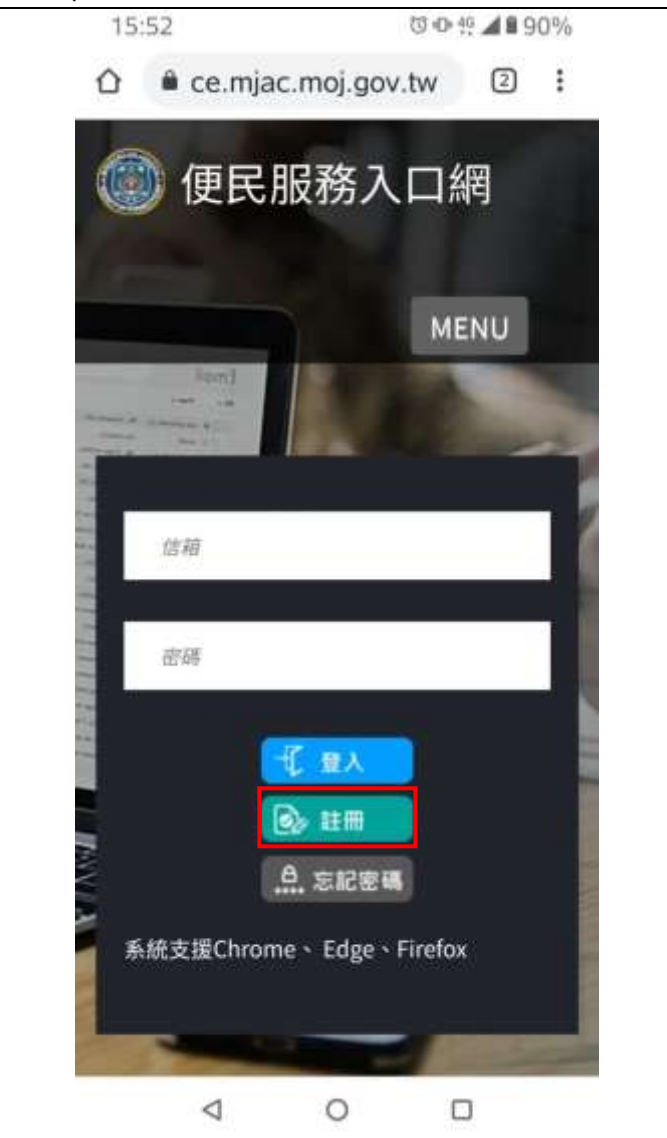 15:52 4G 90%
ce.mjac.moj.gov.tw 2
便民服務入口網
MENU
信箱
密碼
登入
註冊
忘記密碼
系統支援Chrome、Edge、Firefox